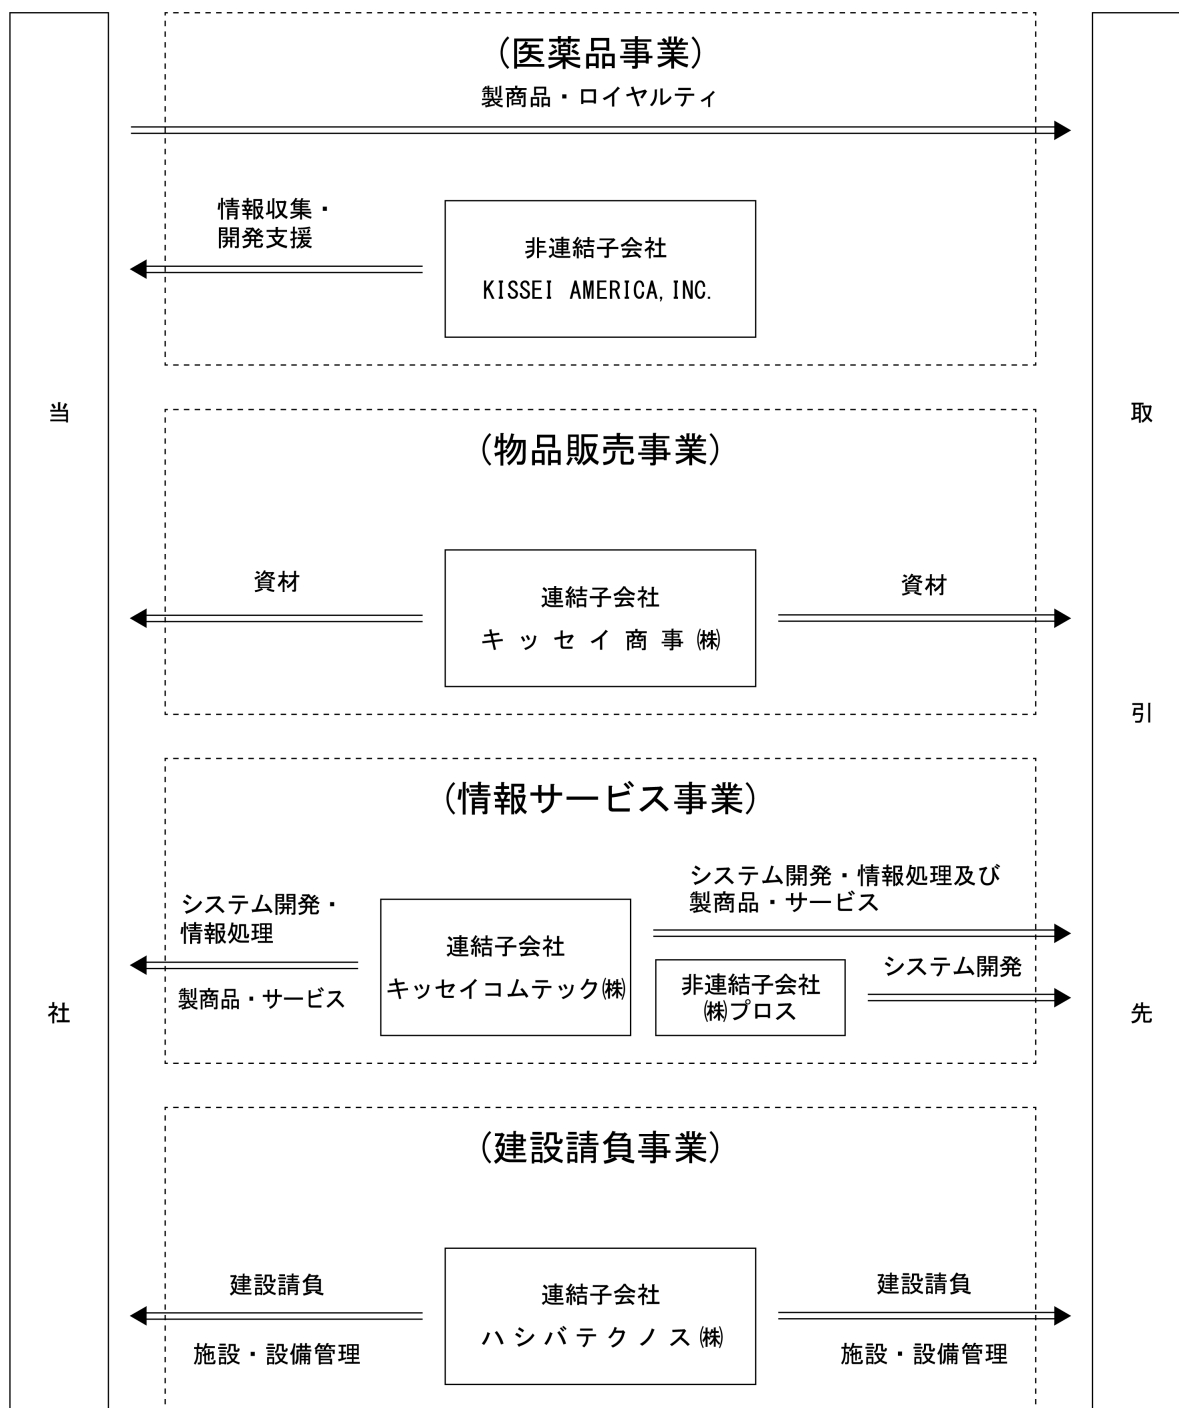 当
社
取
引
先
(医薬品事業)
製商品・ロイヤルティ
情報収集・
開発支援
非連結子会社
KISSEI AMERICA, INC.
(物品販売事業)
資材
連結子会社
キッセイ商事㈱
資材
(情報サービス事業)
システム開発・
情報処理
製商品・サービス
連結子会社
キッセイコムテック㈱
システム開発・情報処理及び
製商品・サービス
非連結子会社
㈱プロス
システム開発
(建設請負事業)
建設請負
施設・設備管理
連結子会社
ハシバテクノス㈱
建設請負
施設・設備管理